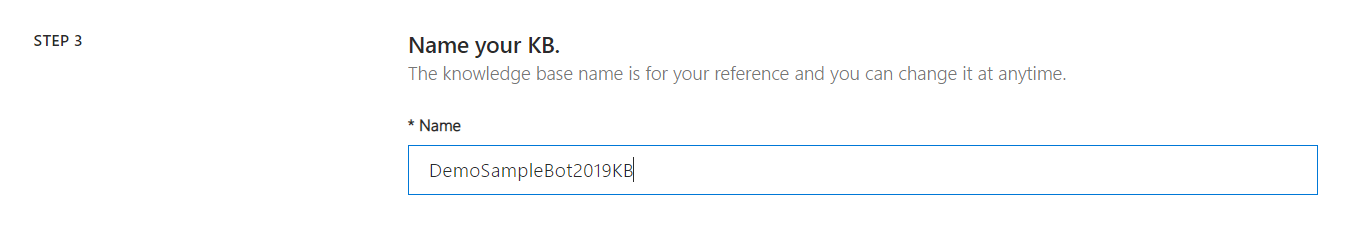 STEP 3
Name your KB.
The knowledge base name is for your reference and you can change it at anytime.
* Name
DemoSampleBot2019KB